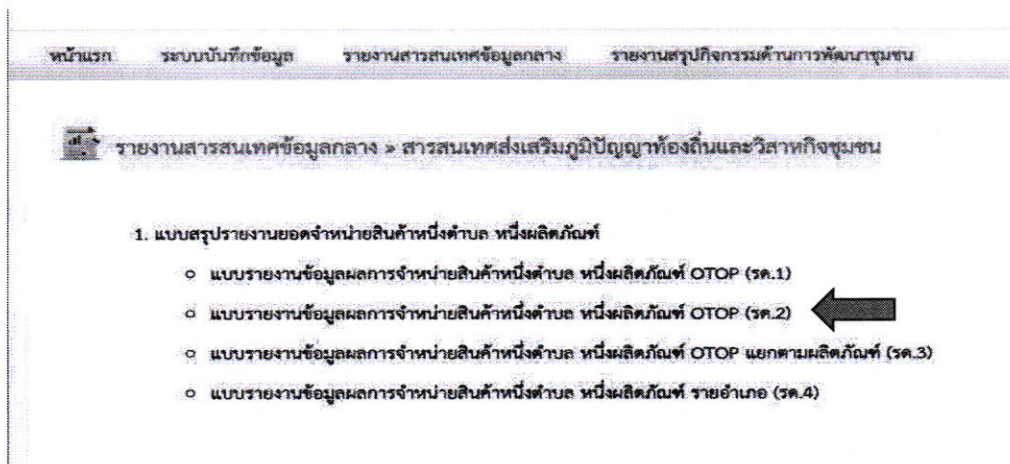 หน้าแรก ระบบบันทึกข้อมูล รายงานสารสนเทศข้อมูลกลาง รายงานสรุปกิจกรรมด้านการพัฒนาชุมชน
รายงานสารสนเทศข้อมูลกลาง » สารสนเทศส่งเสริมภูมิปัญญาท้องถิ่นและวิสาหกิจชุมชน
1. แบบสรุปรายงานยอดจำหน่ายสินค้าหนึ่งตำบล หนึ่งผลิตภัณฑ์
○ แบบรายงานข้อมูลผลการจำหน่ายสินค้าหนึ่งตำบล หนึ่งผลิตภัณฑ์ OTOP (รด.1)
○ แบบรายงานข้อมูลผลการจำหน่ายสินค้าหนึ่งตำบล หนึ่งผลิตภัณฑ์ OTOP (รด.2)
○ แบบรายงานข้อมูลผลการจำหน่ายสินค้าหนึ่งตำบล หนึ่งผลิตภัณฑ์ OTOP แยกตามผลิตภัณฑ์ (รด.3)
○ แบบรายงานข้อมูลผลการจำหน่ายสินค้าหนึ่งตำบล หนึ่งผลิตภัณฑ์ รายอำเภอ (รด.4)